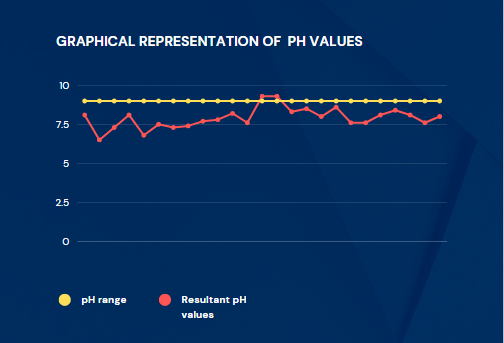 GRAPHICAL REPRESENTATION OF PH VALUES
10
7.5
5
2.5
0
pH range
Resultant pH
values